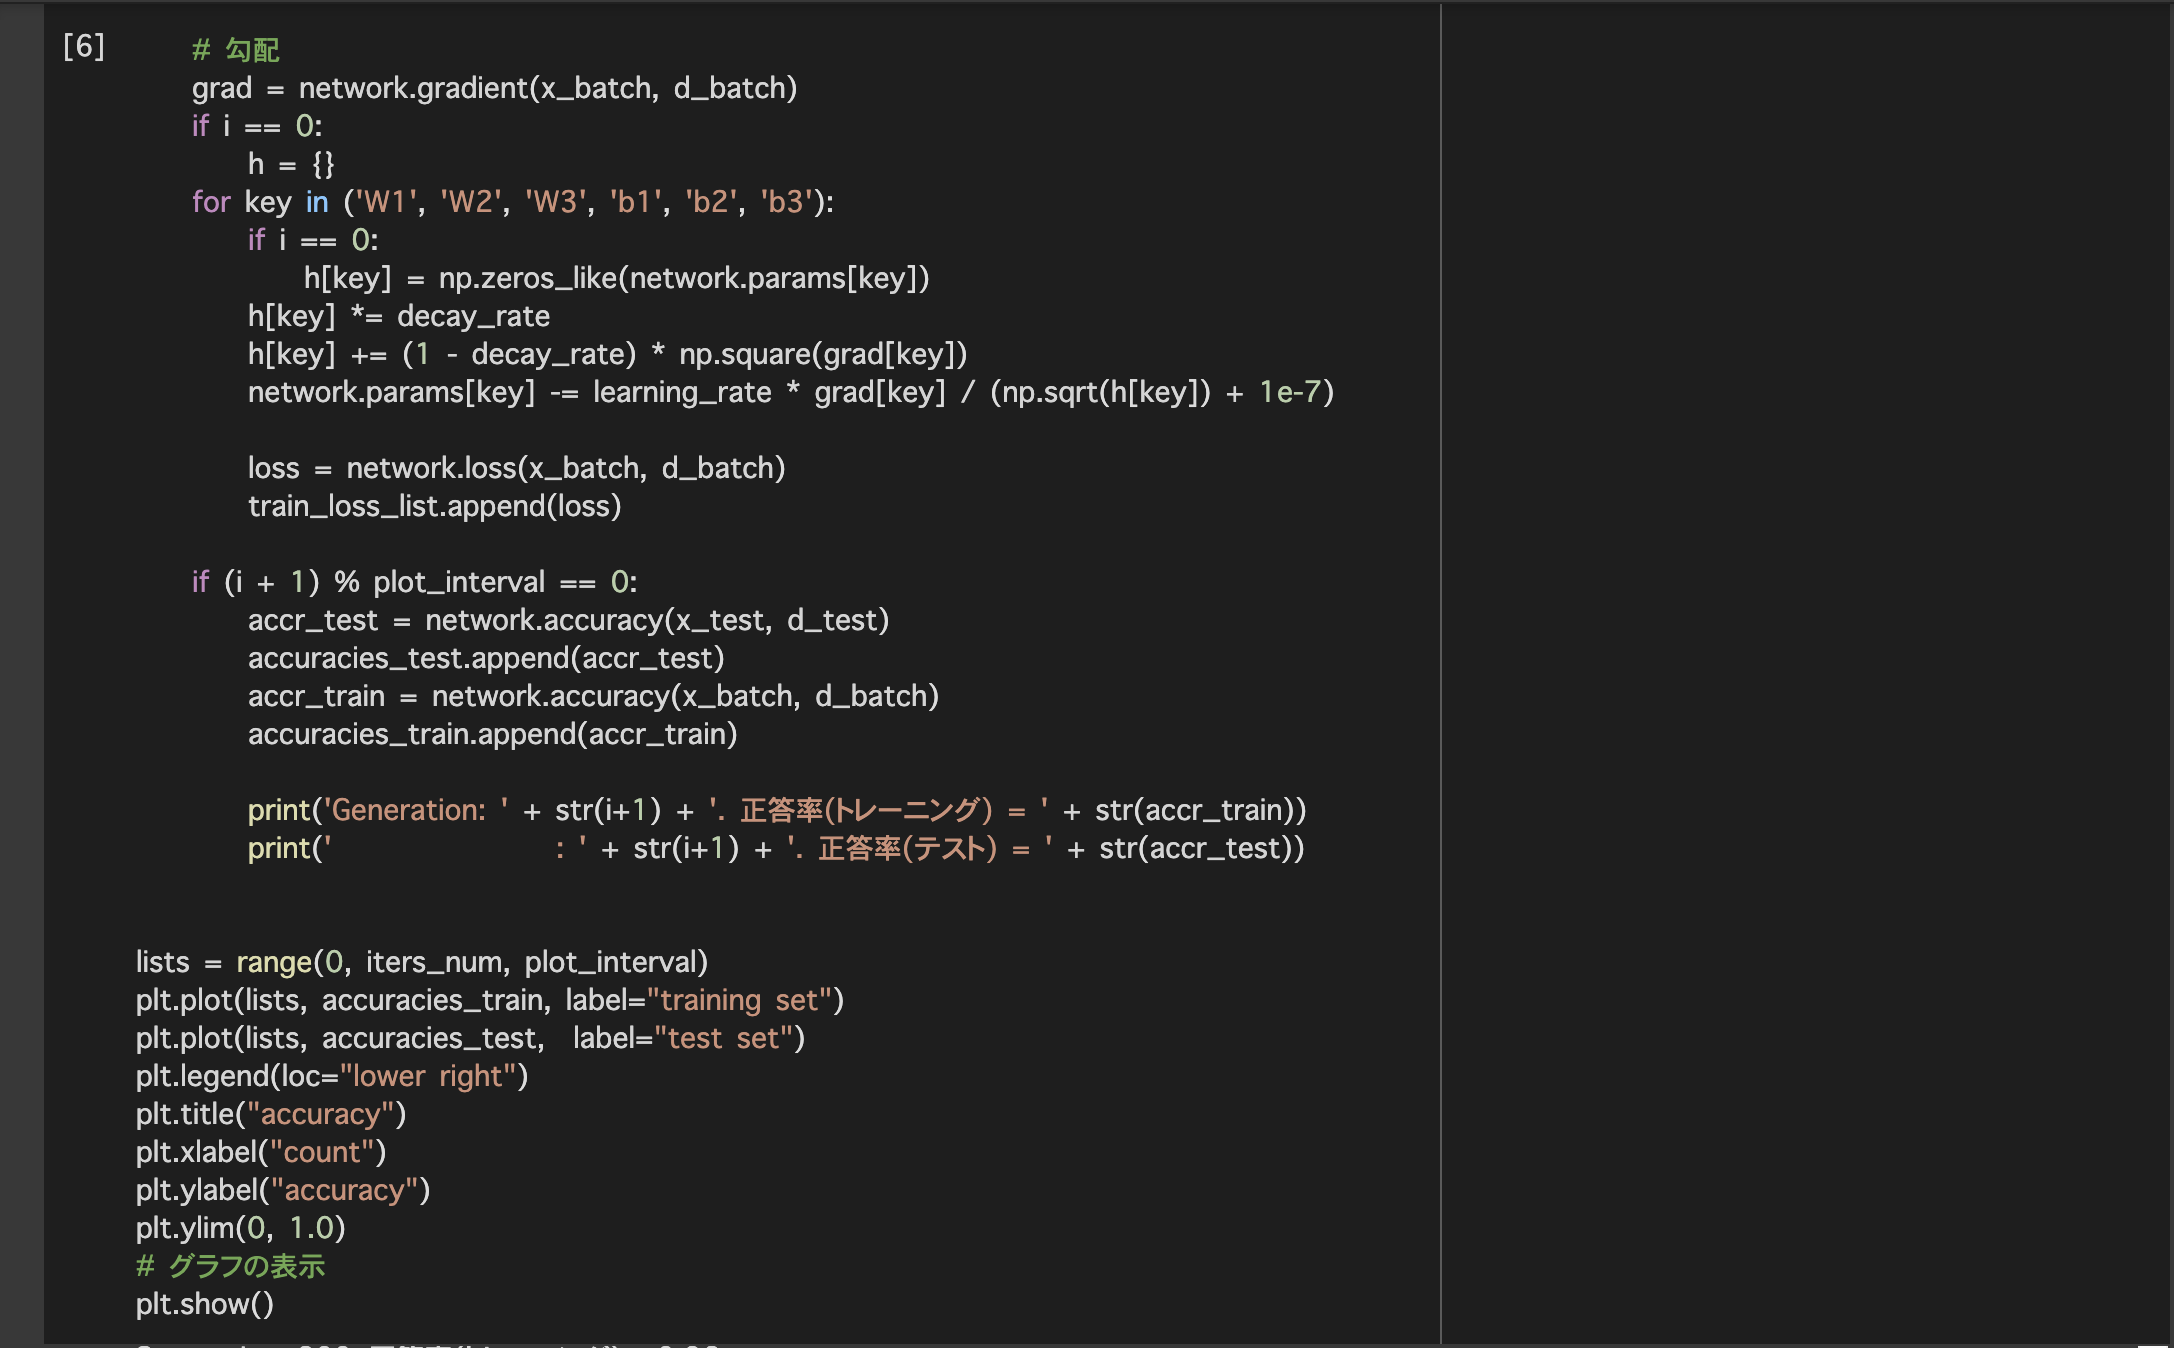 [6]
# 勾配
grad = network.gradient(x_batch, d_batch)
if i == 0:
h = {}
for key in ('W1', 'W2', 'W3', 'b1', 'b2', 'b3'):
if i == 0:
h[key] = np.zeros_like(network.params[key])
h[key] *= decay_rate
h[key] += (1 - decay_rate) * np.square(grad[key])
network.params[key] -= learning_rate * grad[key] / (np.sqrt(h[key]) + 1e-7)
loss = network.loss(x_batch, d_batch)
train_loss_list.append(loss)
if (i + 1) % plot_interval == 0:
accr_test = network.accuracy(x_test, d_test)
accuracies_test.append(accr_test)
accr_train = network.accuracy(x_batch, d_batch)
accuracies_train.append(accr_train)
print('Generation: ' + str(i+1) + '. 正答率(トレーニング) = ' + str(accr_train))
print('                : ' + str(i+1) + '. 正答率(テスト) = ' + str(accr_test))
lists = range(0, iters_num, plot_interval)
plt.plot(lists, accuracies_train, label="training set")
plt.plot(lists, accuracies_test,  label="test set")
plt.legend(loc="lower right")
plt.title("accuracy")
plt.xlabel("count")
plt.ylabel("accuracy")
plt.ylim(0, 1.0)
# グラフの表示
plt.show()